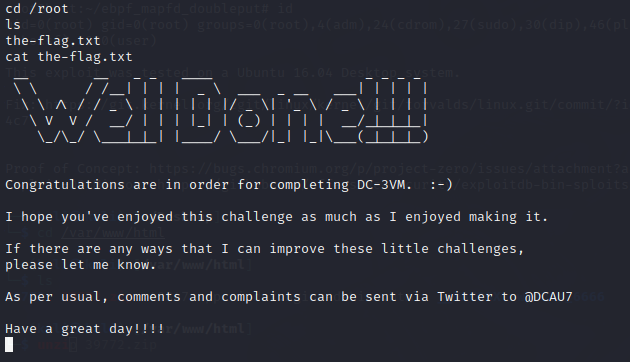 cd /root
ls
the-flag.txt
cat the-flag.txt
Well Done!!!!
Congratulations are in order for completing DC-3VM.  :-)
I hope you've enjoyed this challenge as much as I enjoyed making it.
If there are any ways that I can improve these little challenges,
please let me know.
As per usual, comments and complaints can be sent via Twitter to @DCAU7
Have a great day!!!!